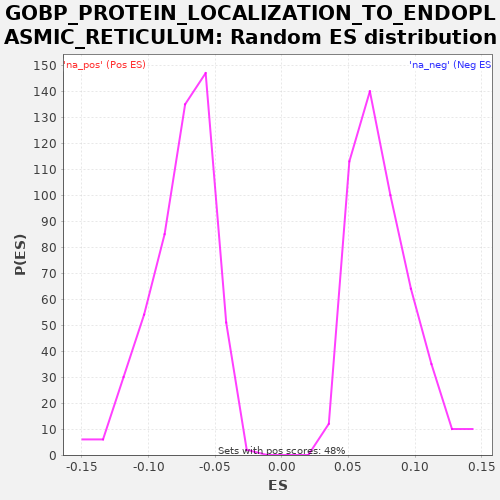 GOBP_PROTEIN_LOCALIZATION_TO_ENDOPL
ASMIC_RETICULUM: Random ES distribution
'na_pos' (Pos ES)
'na_neg' (Neg ES
150
140
130
120
110
100
90
80
70
60
50
40
30
20
10
0
P(ES)
Sets with pos scores: 48%
-0.15 -0.10 -0.05 0.00 0.05 0.10 0.15
ES